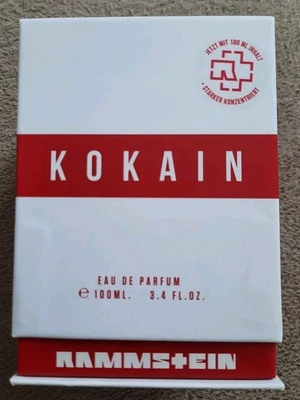 JETZT MIT 100 ML INHALT
+ STÄRKER KONZENTRIERT
KOKAIN
EAU DE PARFUM
℮ 100ML. 3.4 FL.OZ.
RAMMSTEIN